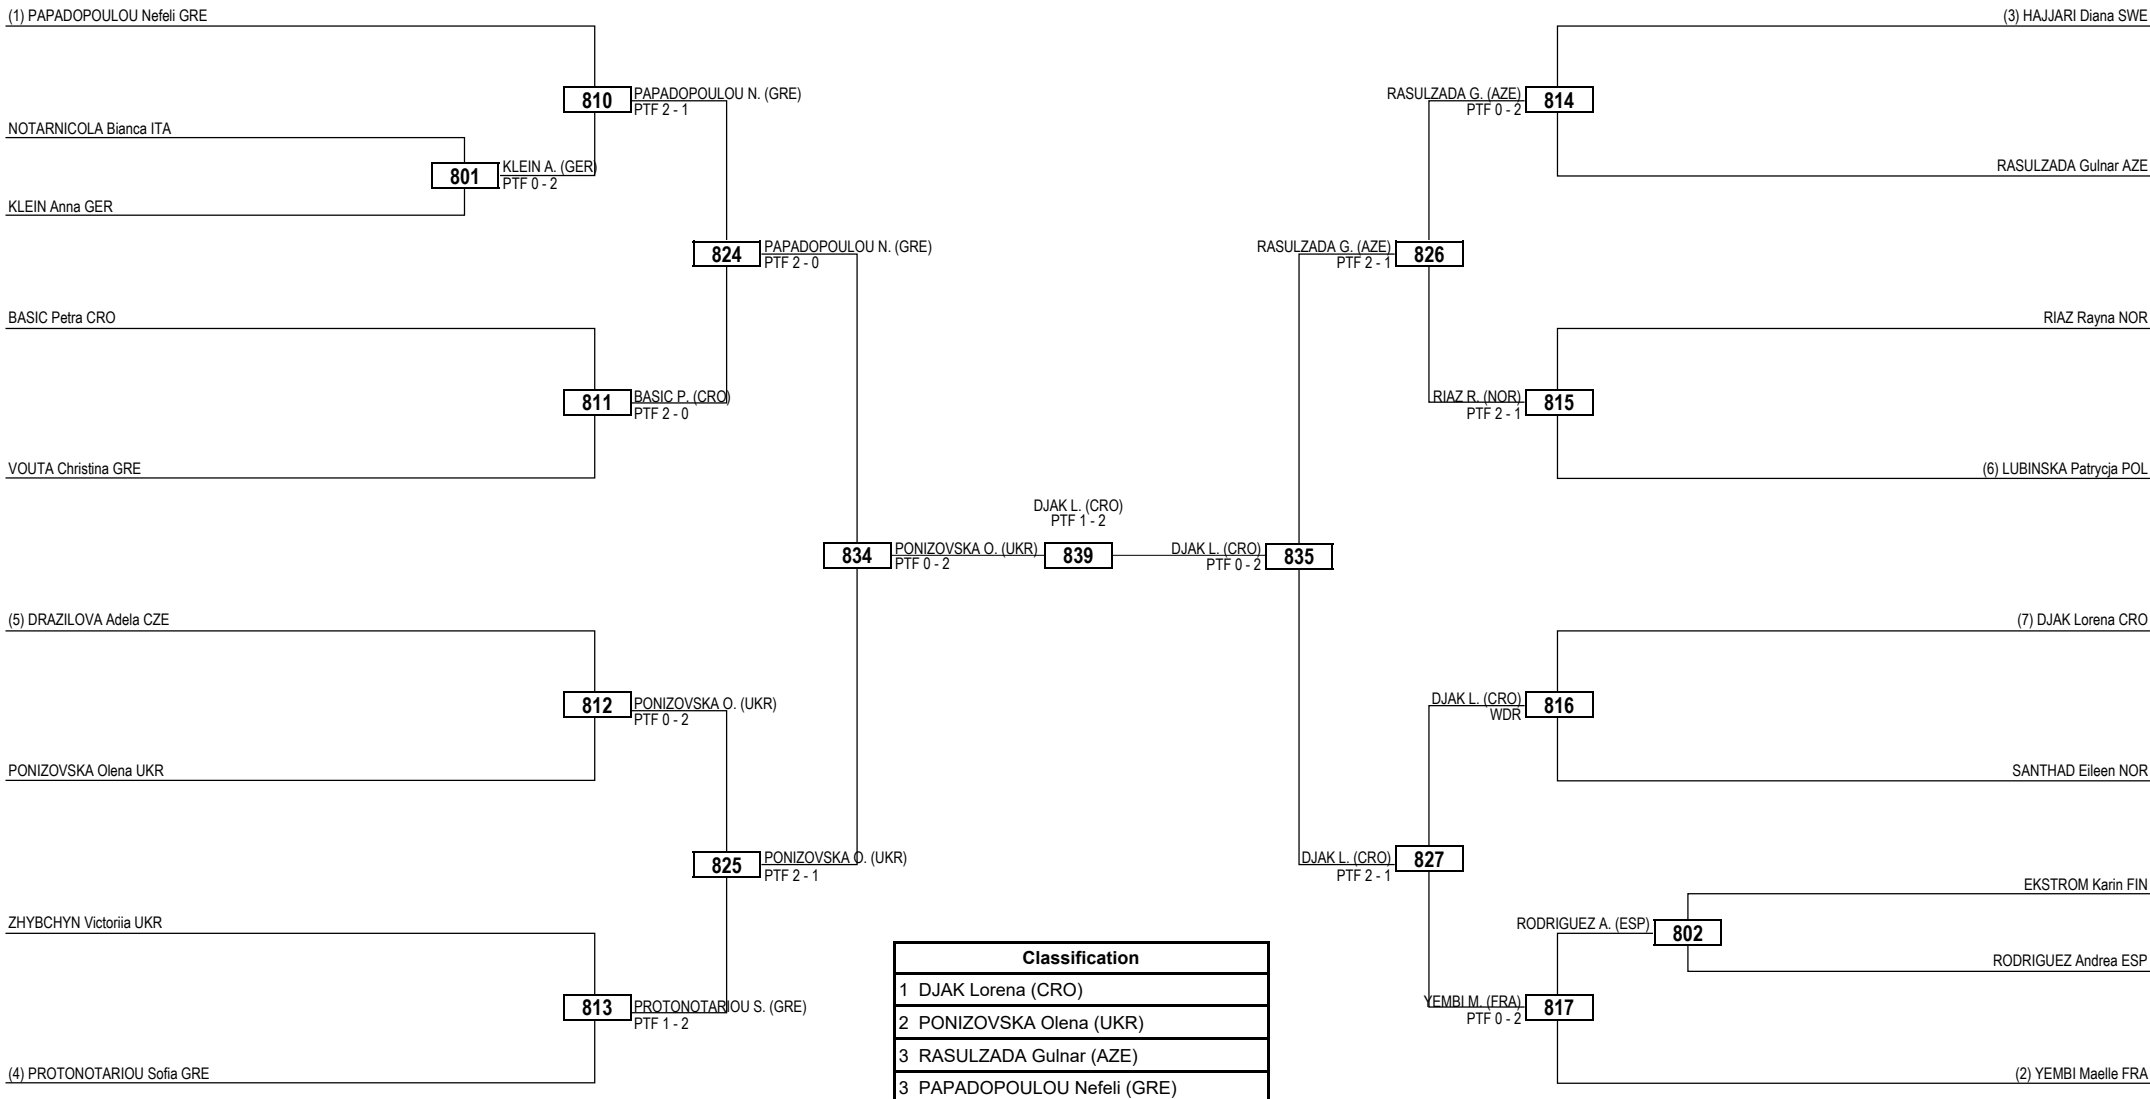 (1) PAPADOPOULOU Nefeli GRE
(3) HAJJARI Diana SWE
810
PAPADOPOULOU N. (GRE)
PTF 2 - 1
RASULZADA G. (AZE)
PTF 0 - 2
814
NOTARNICOLA Bianca ITA
801
KLEIN A. (GER)
PTF 0 - 2
RASULZADA Gulnar AZE
KLEIN Anna GER
824
PAPADOPOULOU N. (GRE)
PTF 2 - 0
RASULZADA G. (AZE)
PTF 2 - 1
826
BASIC Petra CRO
RIAZ Rayna NOR
811
BASIC P. (CRO)
PTF 2 - 0
RIAZ R. (NOR)
PTF 2 - 1
815
VOUTA Christina GRE
(6) LUBINSKA Patrycja POL
DJAK L. (CRO)
PTF 1 - 2
834
PONIZOVSKA O. (UKR)
PTF 0 - 2
839
DJAK L. (CRO)
PTF 0 - 2
835
(5) DRAZILOVA Adela CZE
(7) DJAK Lorena CRO
812
PONIZOVSKA O. (UKR)
PTF 0 - 2
DJAK L. (CRO)
WDR
816
PONIZOVSKA Olena UKR
SANTHAD Eileen NOR
825
PONIZOVSKA O. (UKR)
PTF 2 - 1
DJAK L. (CRO)
PTF 2 - 1
827
EKSTROM Karin FIN
ZHYBCHYN Victoriia UKR
RODRIGUEZ A. (ESP)
802
RODRIGUEZ Andrea ESP
813
PROTONOTARIOU S. (GRE)
PTF 1 - 2
YEMBI M. (FRA)
PTF 0 - 2
817
(4) PROTONOTARIOU Sofia GRE
(2) YEMBI Maelle FRA
Classification
1 DJAK Lorena (CRO)
2 PONIZOVSKA Olena (UKR)
3 RASULZADA Gulnar (AZE)
3 PAPADOPOULOU Nefeli (GRE)